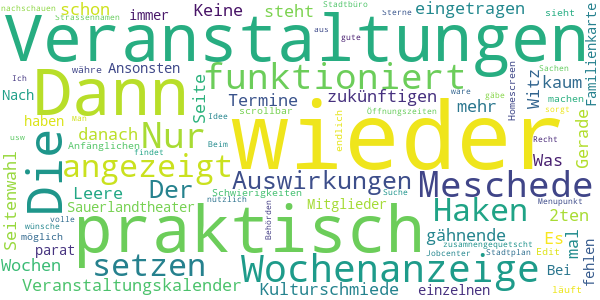 nachschauen schon Keine steht Stadtbüro eingetragen
Strassennamen immer Sterne sieht
Veranstaltungen
aus gute
Ich währe Ansonsten
Dann funktioniert Witz Sachen kaum Familienkarte
Nach Seite Termine zukünftigen Homescreen
Man haben danach Nur scrollbar Idee mehr gäbe machen
usw Anfänglichen Beim wieder Öffnungszeiten endlich wäre sorgt Gerade
Die findet angezeigt Was Recht
Seitenwahl Leere Der Auswirkungen Meschede
Sauerlandtheater Schwierigkeiten Suche Menüpunkt
wünsche nützlich Mitglieder
volle praktisch Behörden Haken 2ten
möglich parat gähnende Es mal
setzen Wochenanzeige zusammengequetscht fehlen
Wochen Jobcenter Stadtplan Edit Bei
Veranstaltungskalender Kulturschmiede einzelnen läuft